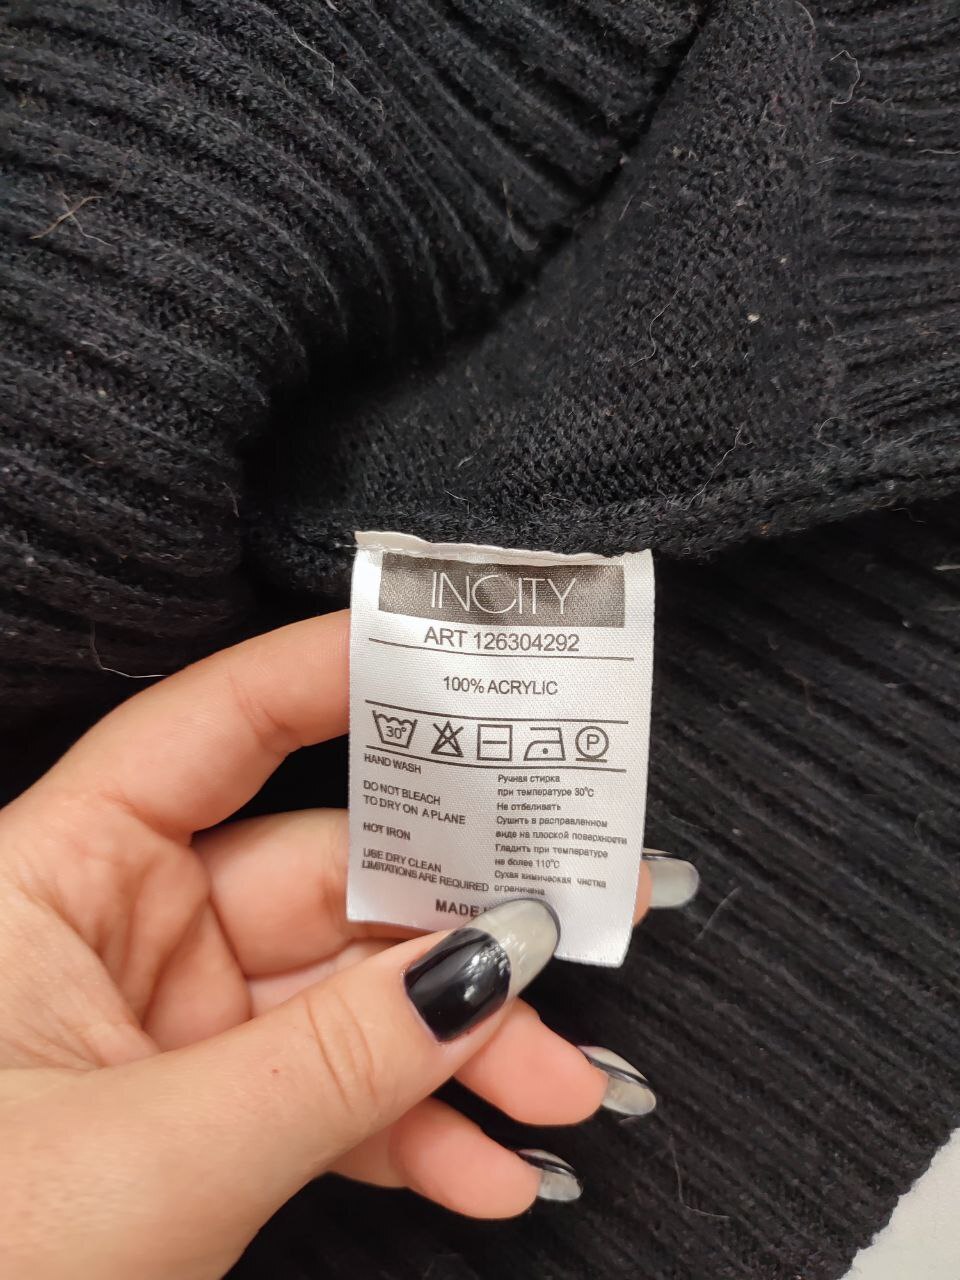 INCITY
ART 126304292
100% ACRYLIC
30°
P
HAND WASH
DO NOT BLEACH
TO DRY ON A PLANE
HOT IRON
USE DRY CLEAN
LIMITATIONS ARE REQUIRED
Ручная стирка
при температуре 30°C
Не отбеливать
Сушить в расправленном
виде на плоской поверхности
Гладить при температуре
не более 110°C
Сухая химическая чистка
ограничена
MADE